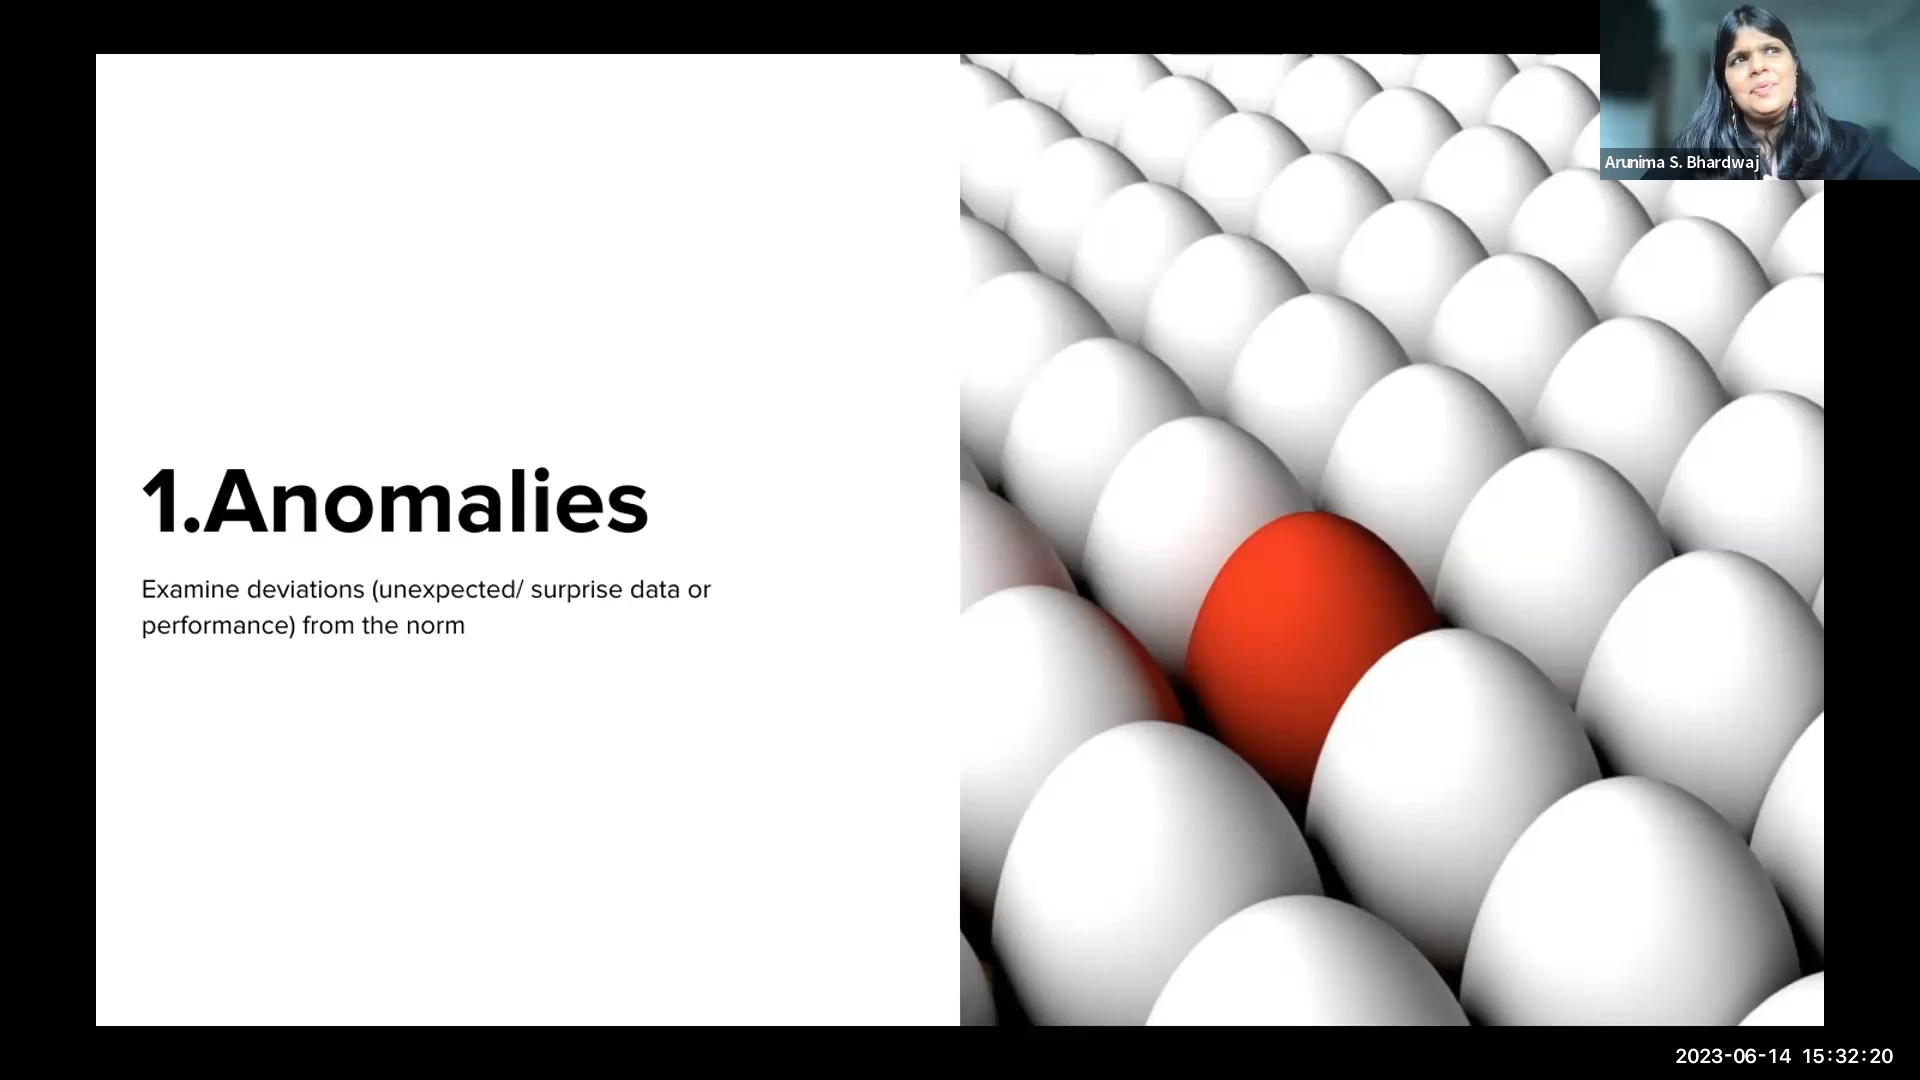 Arunima S. Bhardwaj
1.Anomalies
Examine deviations (unexpected/ surprise data or
performance) from the norm
2023-06-14 15:32:20